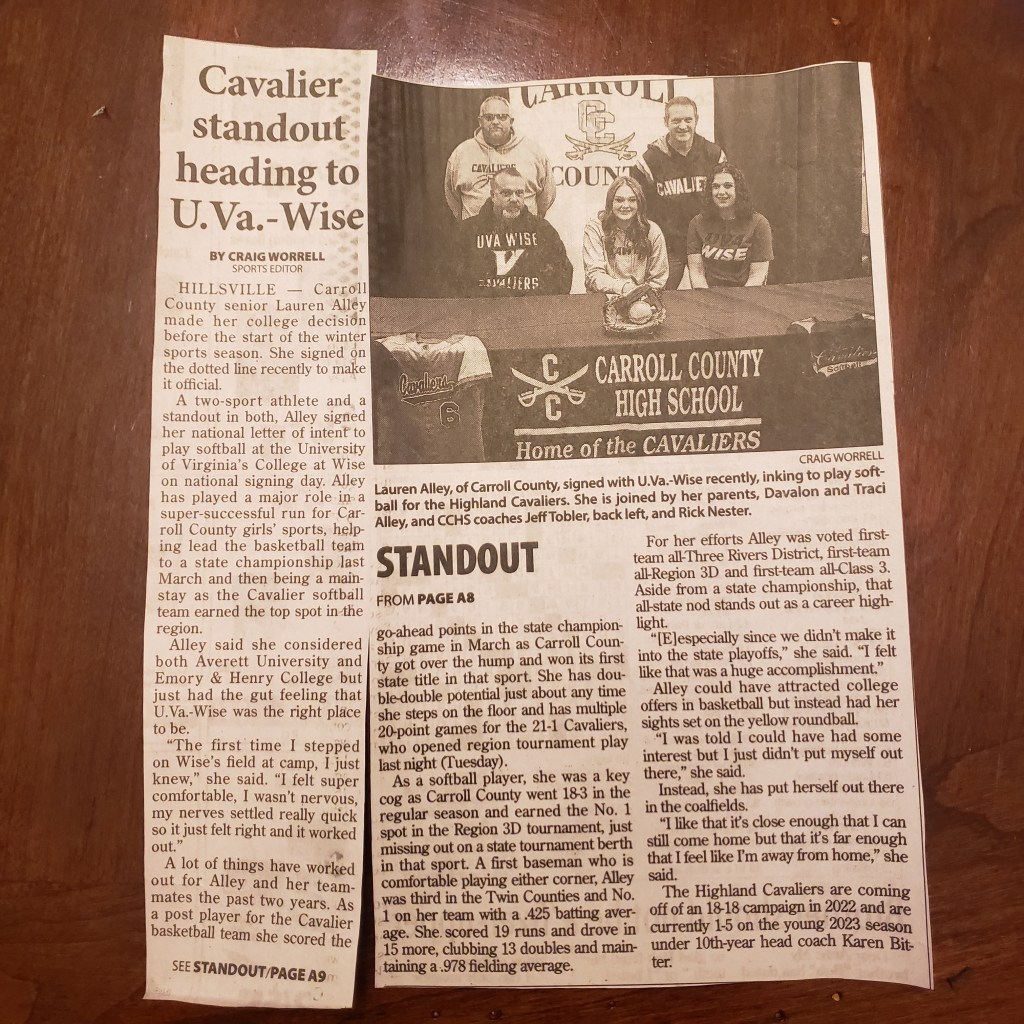 Cavalier
standout
heading to
U.Va.-Wise
BY CRAIG WORRELL
SPORTS EDITOR
HILLSVILLE — Carroll
County senior Lauren Alley
made her college decision
before the start of the winter
sports season. She signed on
the dotted line recently to make
it official.
A two-sport athlete and a
standout in both, Alley signed
her national letter of intent to
play softball at the University
of Virginia's College at Wise
on national signing day. Alley
has played a major role in a
super-successful run for Car-
roll County girls' sports, help-
ing lead the basketball team
to a state championship last
March and then being a main-
stay as the Cavalier softball
team earned the top spot in the
region.
Alley said she considered
both Averett University and
Emory & Henry College but
just had the gut feeling that
U.Va.-Wise was the right place
to be.
"The first time I stepped
on Wise's field at camp, I just
knew," she said. "I felt super
comfortable, I wasn't nervous,
my nerves settled really quick
so it just felt right and it worked
out."
A lot of things have worked
out for Alley and her team-
mates the past two years. As
a post player for the Cavalier
basketball team she scored the
SEE STANDOUT/PAGE A9
CARROLL
CC
COUNT
CAVALIERS
CAVALIE
UVA WISE
V
CAVALIERS
WISE
Cavaliers
6
C
C
CARROLL COUNTY
HIGH SCHOOL
Home of the CAVALIERS
Cavaliers
Softball
CRAIG WORRELL
Lauren Alley, of Carroll County, signed with U.Va.-Wise recently, inking to play soft-
ball for the Highland Cavaliers. She is joined by her parents, Davalon and Traci
Alley, and CCHS coaches Jeff Tobler, back left, and Rick Nester.
STANDOUT
FROM PAGE A8
go-ahead points in the state champion-
ship game in March as Carroll Coun-
ty got over the hump and won its first
state title in that sport. She has dou-
ble-double potential just about any time
she steps on the floor and has multiple
20-point games for the 21-1 Cavaliers,
who opened region tournament play
last night (Tuesday).
As a softball player, she was a key
cog as Carroll County went 18-3 in the
regular season and earned the No. 1
spot in the Region 3D tournament, just
missing out on a state tournament berth
in that sport. A first baseman who is
comfortable playing either corner, Alley
was third in the Twin Counties and No.
1 on her team with a .425 batting aver-
age. She scored 19 runs and drove in
15 more, clubbing 13 doubles and main-
taining a .978 fielding average.
For her efforts Alley was voted first-
team all-Three Rivers District, first-team
all-Region 3D and first-team all-Class 3.
Aside from a state championship, that
all-state nod stands out as a career high-
light.
"[E]especially since we didn't make it
into the state playoffs," she said. "I felt
like that was a huge accomplishment."
Alley could have attracted college
offers in basketball but instead had her
sights set on the yellow roundball.
"I was told I could have had some
interest but I just didn't put myself out
there," she said.
Instead, she has put herself out there
in the coalfields.
"I like that it's close enough that I can
still come home but that it's far enough
that I feel like I'm away from home," she
said.
The Highland Cavaliers are coming
off of an 18-18 campaign in 2022 and are
currently 1-5 on the young 2023 season
under 10th-year head coach Karen Bit-
ter.